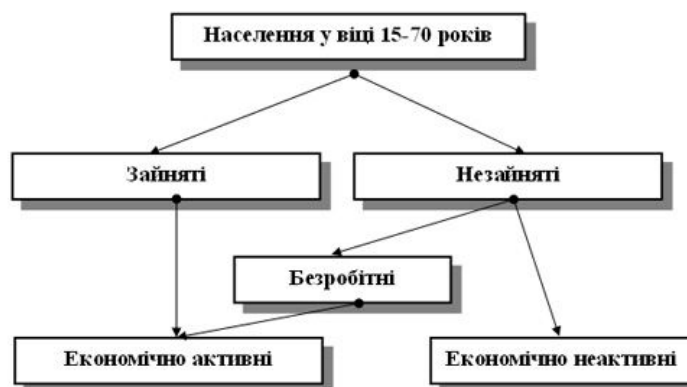 Населення у віці 15-70 років
Зайняті
Незайняті
Безробітні
Економічно активні
Економічно неактивні